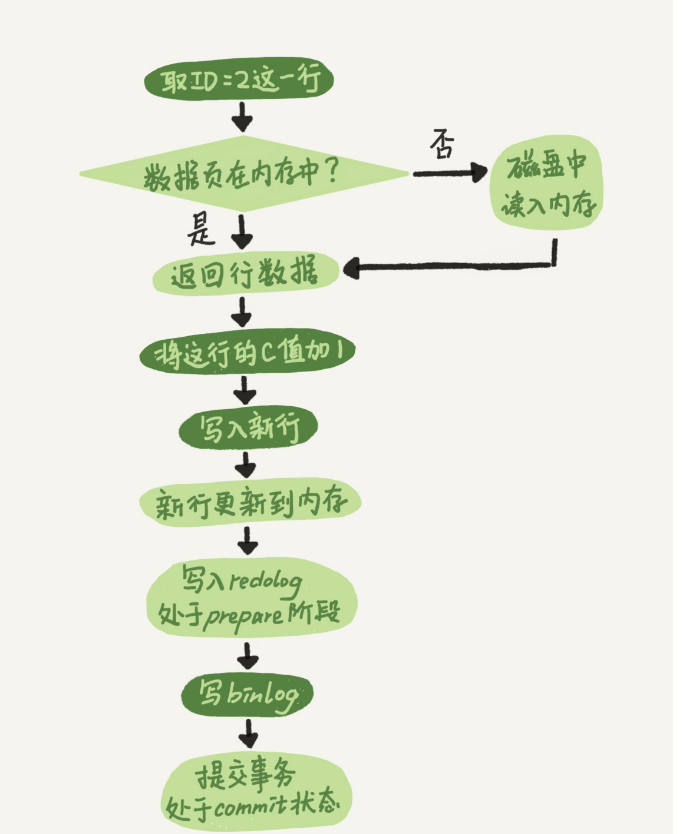 取ID=2这一行
数据页在内存中？
否
磁盘中
读入内存
是
返回行数据
将这行的C值加1
写入新行
新行更新到内存
写入redolog
处于prepare阶段
写binlog
提交事务
处于commit状态